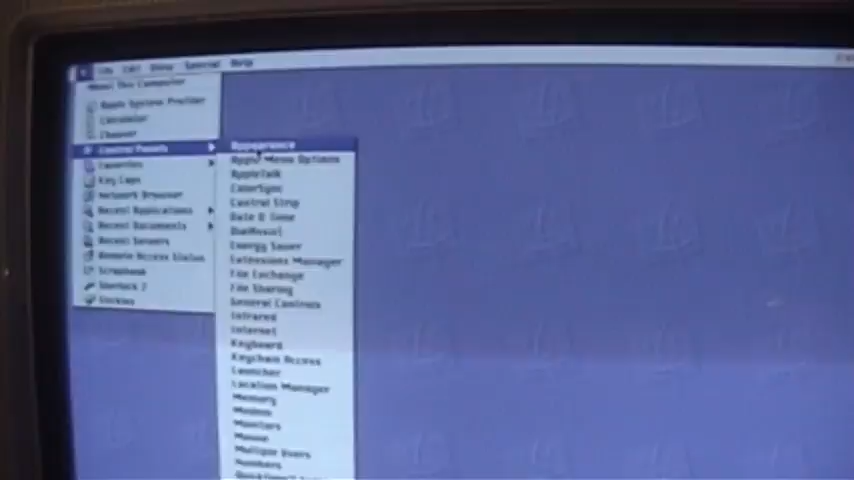 File Edit View Special Help
About This Computer
Apple System Profiler
Calculator
Chooser
Control Panels
Favorites
Key Caps
Network Browser
Recent Applications
Recent Documents
Recent Servers
Remote Access Status
Scrapbook
Sherlock 2
Stickies
Appearance
Apple Menu Options
AppleTalk
ColorSync
Control Strip
Date & Time
DialAssist
Energy Saver
Extensions Manager
File Exchange
File Sharing
General Controls
Infrared
Internet
Keyboard
Keychain Access
Launcher
Location Manager
Memory
Modem
Monitors
Mouse
Multiple Users
Numbers